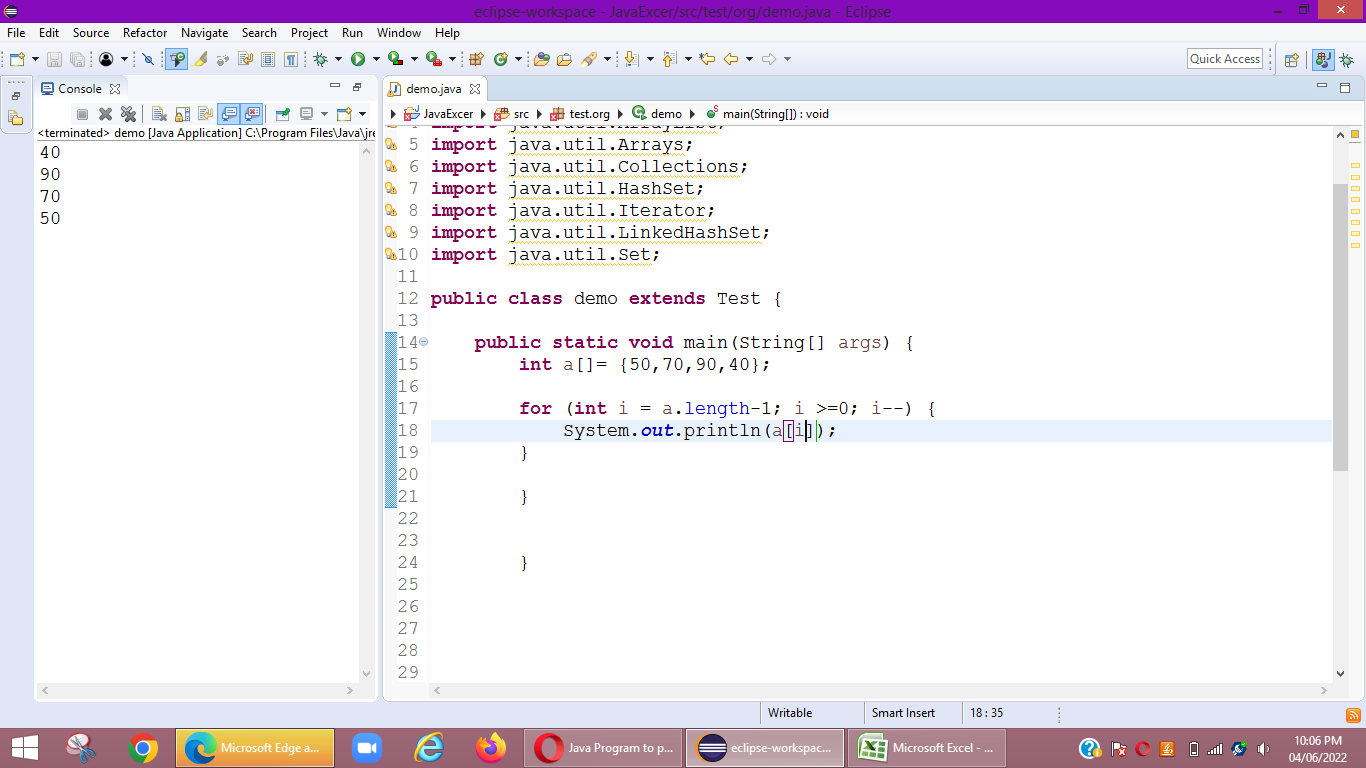 eclipse-workspace - JavaExcer/src/test/org/demo.java - Eclipse
File Edit Source Refactor Navigate Search Project Run Window Help
Quick Access
Console
<terminated> demo [Java Application] C:\Program Files\Java\jre
40
90
70
50
demo.java
JavaExcer src test.org demo main(String[]) : void
4 import java.util.ArrayList;
5 import java.util.Arrays;
6 import java.util.Collections;
7 import java.util.HashSet;
8 import java.util.Iterator;
9 import java.util.LinkedHashSet;
10 import java.util.Set;
11
12 public class demo extends Test {
13
14 public static void main(String[] args) {
15 int a[]= {50,70,90,40};
16
17 for (int i = a.length-1; i >=0; i--) {
18 System.out.println(a[i]);
19 }
20
21 }
22
23
24 }
25
26
27
28
29
Writable Smart Insert 18 : 35
Microsoft Edge a... Java Program to p... eclipse-workspac... Microsoft Excel - ...
10:06 PM
04/06/2022